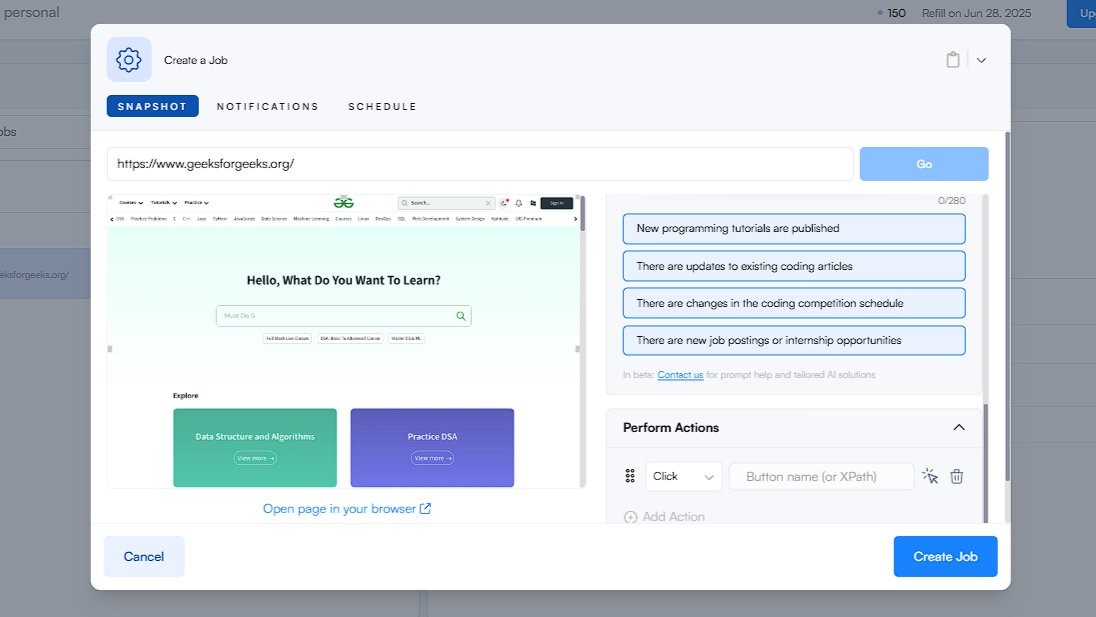 personal
150 Refill on Jun 28, 2025
Up
Create a Job
SNAPSHOT NOTIFICATIONS SCHEDULE
obs
https://www.geeksforgeeks.org/ Go
Courses Tutorials Practice
Search...
Sign In
DSA Practice Problems C C++ Java Python JavaScript Data Science Machine Learning Courses Linux DevOps SQL Web Development System Design Aptitude GfG Premium
Hello, What Do You Want To Learn?
Must Do S
Full Stack Live Classes DSA: Basic To Advanced Course Master DS & ML
Explore
Data Structure and Algorithms
View more →
Practice DSA
View more →
Open page in your browser
0/280
New programming tutorials are published
There are updates to existing coding articles
There are changes in the coding competition schedule
There are new job postings or internship opportunities
In beta: Contact us for prompt help and tailored AI solutions
Perform Actions
Click Button name (or XPath)
Add Action
eksforgeeks.org/
Cancel Create Job